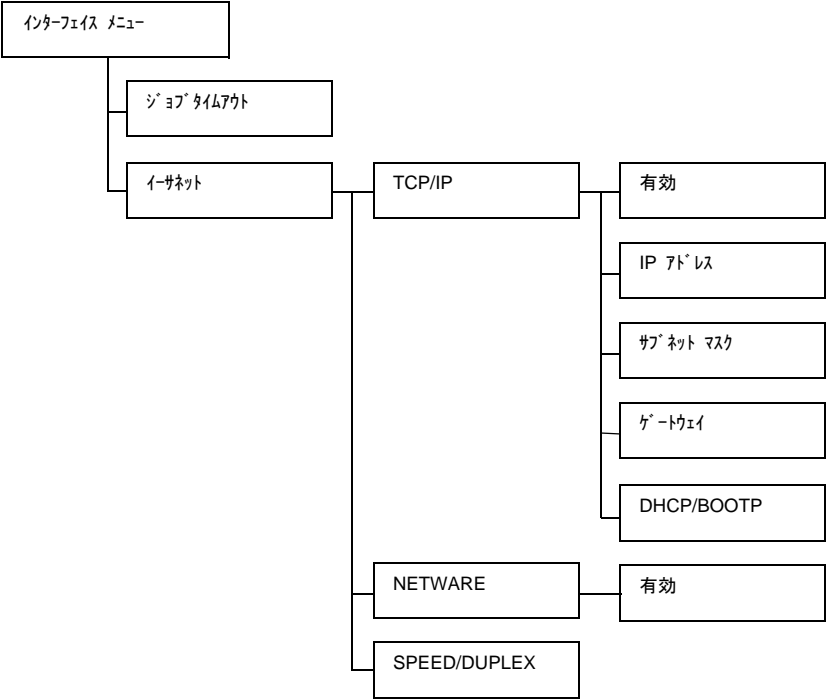 ｲﾝﾀｰﾌｪｲｽ ﾒﾆｭｰ
ｼﾞｮﾌﾞﾀｲﾑｱｳﾄ
ｲｰｻﾈｯﾄ
TCP/IP
有効
IP ｱﾄﾞﾚｽ
ｻﾌﾞﾈｯﾄ ﾏｽｸ
ｹﾞｰﾄｳｪｲ
DHCP/BOOTP
NETWARE
有効
SPEED/DUPLEX